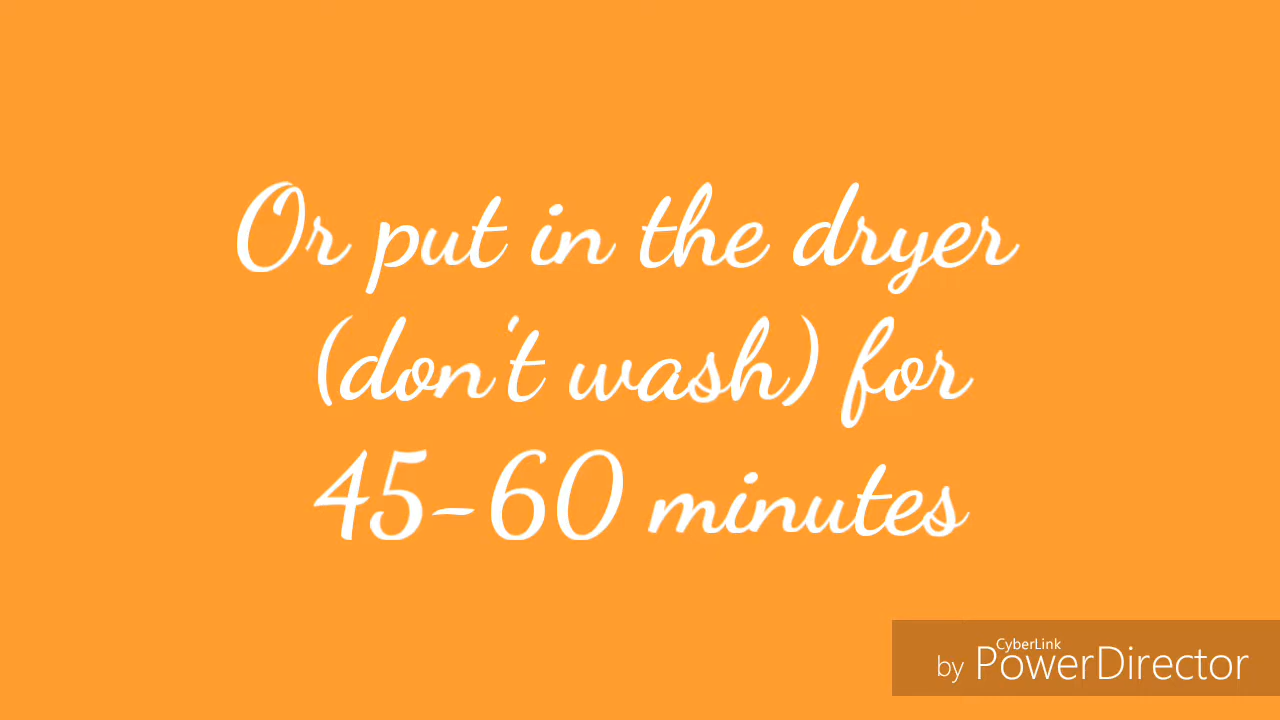 Or put in the dryer
(don't wash) for
45-60 minutes
CyberLink
by PowerDirector